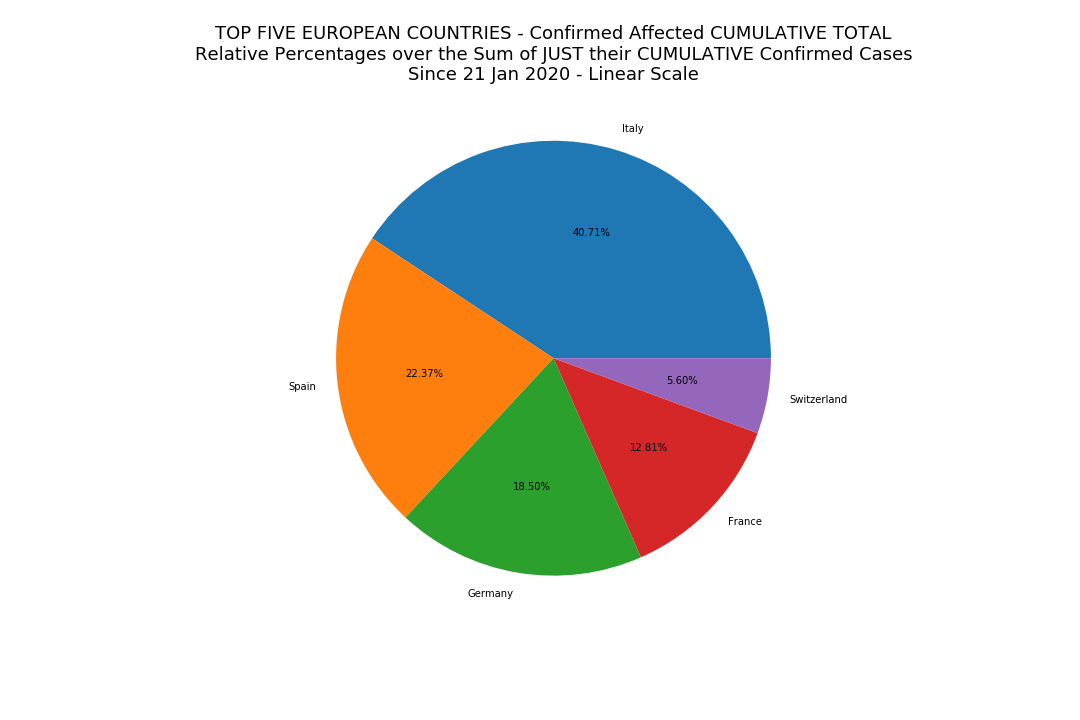 TOP FIVE EUROPEAN COUNTRIES - Confirmed Affected CUMULATIVE TOTAL
Relative Percentages over the Sum of JUST their CUMULATIVE Confirmed Cases
Since 21 Jan 2020 - Linear Scale
Italy
40.71%
22.37%
5.60%
Spain
Switzerland
12.81%
18.50%
France
Germany